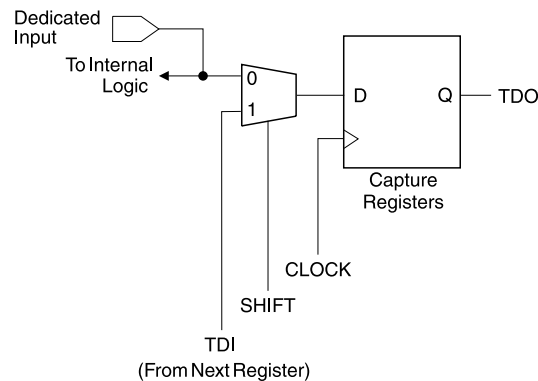 Dedicated
Input
To Internal
Logic
0
1
D
Q
TDO
Capture
Registers
CLOCK
SHIFT
TDI
(From Next Register)